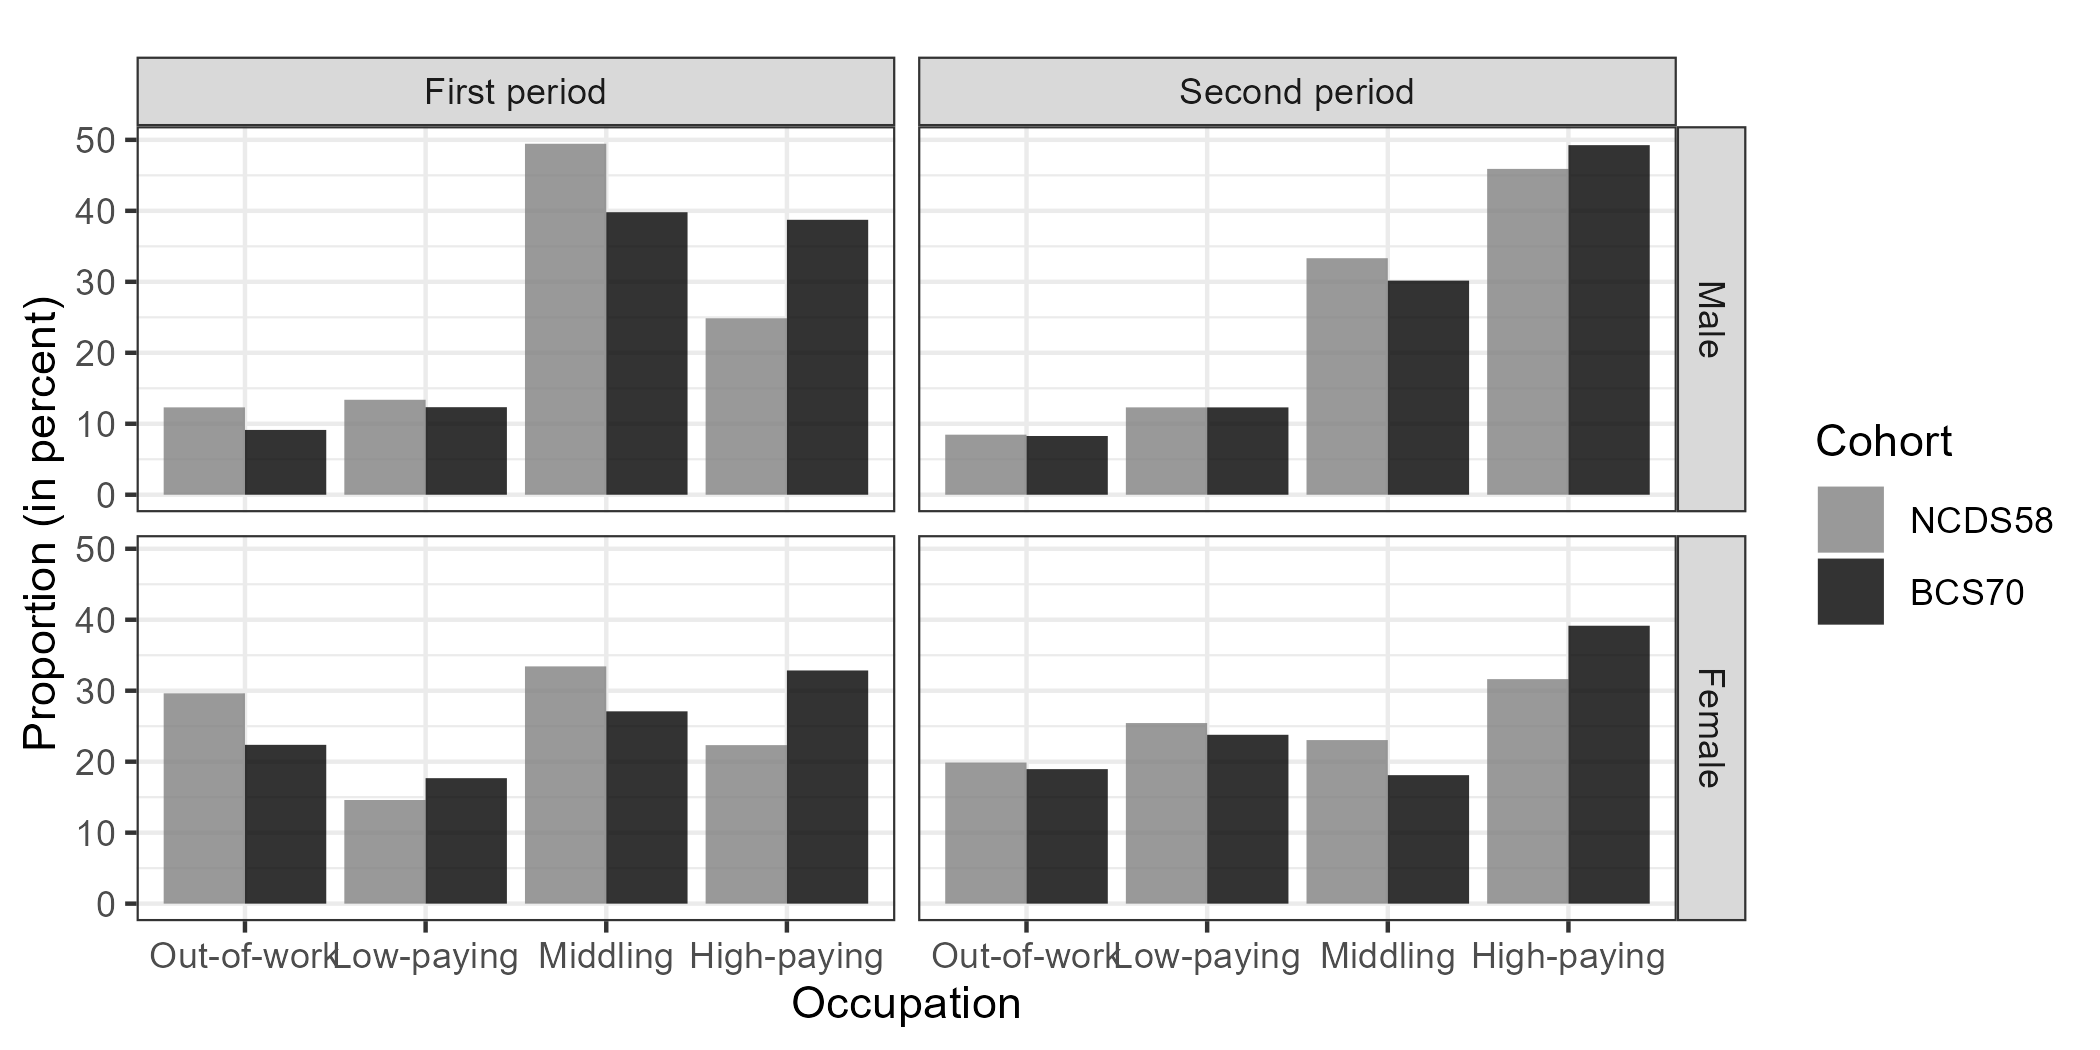 First period
Second period
50
40
30
20
10
0
Male
50
40
30
20
10
0
Female
Out-of-work
Low-paying
Middling
High-paying
Out-of-work
Low-paying
Middling
High-paying
Occupation
Proportion (in percent)
Cohort
NCDS58
BCS70